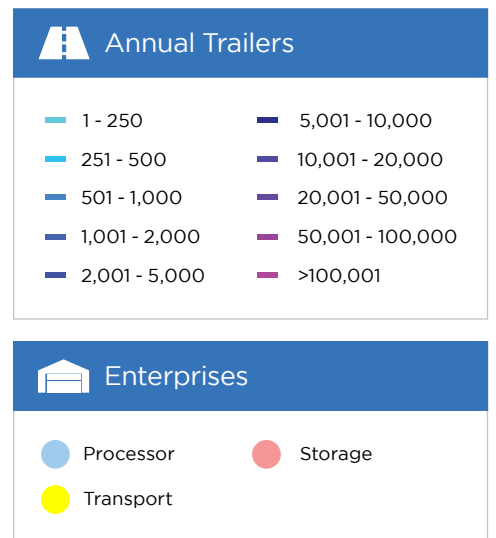 Annual Trailers
1 - 250
251 - 500
501 - 1,000
1,001 - 2,000
2,001 - 5,000
5,001 - 10,000
10,001 - 20,000
20,001 - 50,000
50,001 - 100,000
>100,001
Enterprises
Processor
Transport
Storage